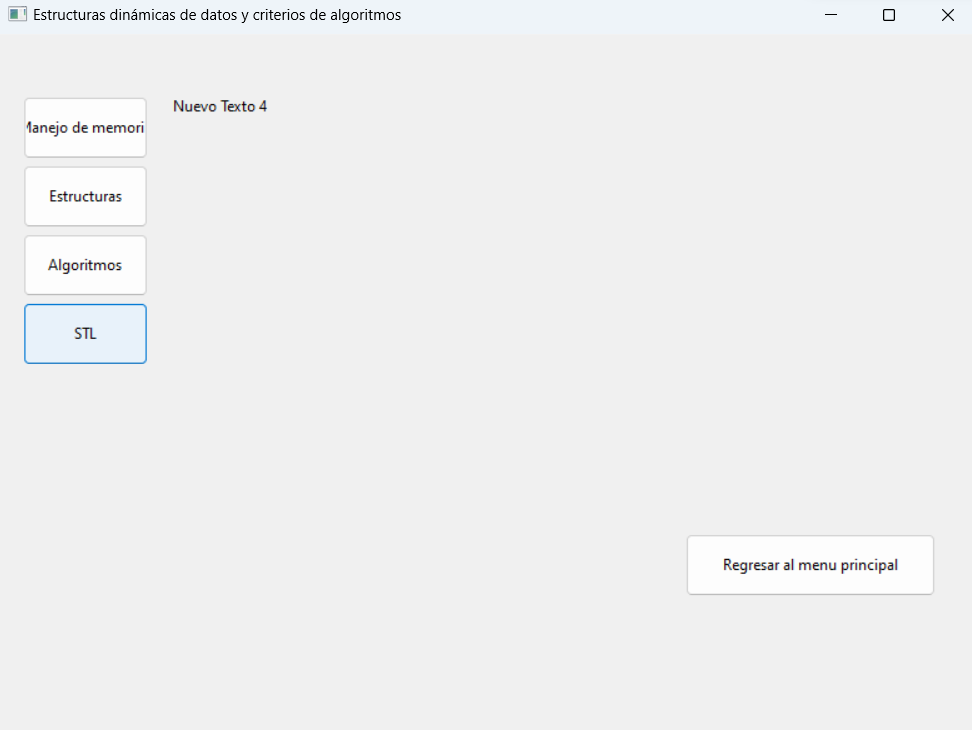 Estructuras dinámicas de datos y criterios de algoritmos
Manejo de memori
Nuevo Texto 4
Estructuras
Algoritmos
STL
Regresar al menu principal